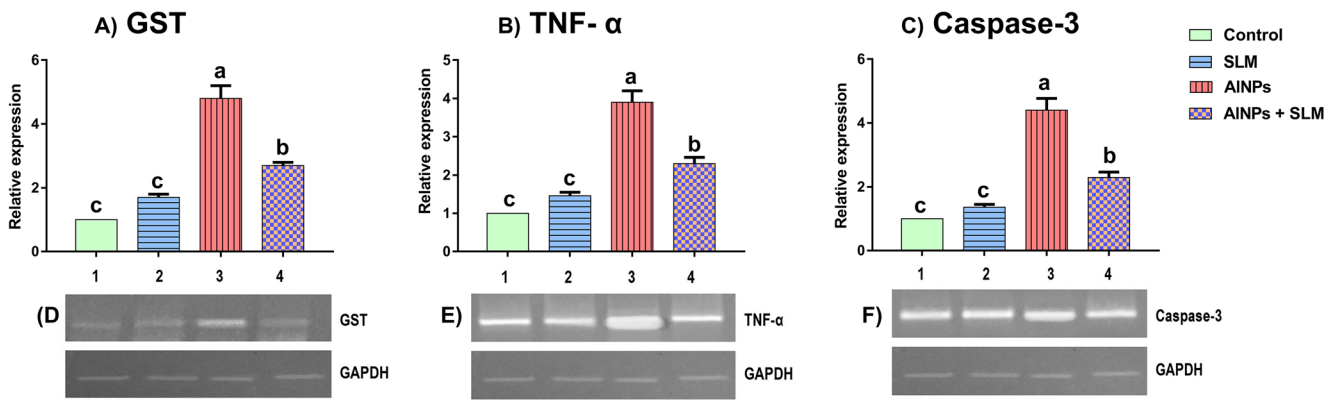 A) GST
B) TNF- α
C) Caspase-3
Control
SLM
AlNPs
AlNPs + SLM
Relative expression
6
4
2
0
a
b
c
c
1 2 3 4
Relative expression
5
4
3
2
1
0
a
b
c
c
1 2 3 4
Relative expression
6
4
2
0
a
b
c
c
1 2 3 4
(D GST
GAPDH
E) TNF-α
GAPDH
F) Caspase-3
GAPDH